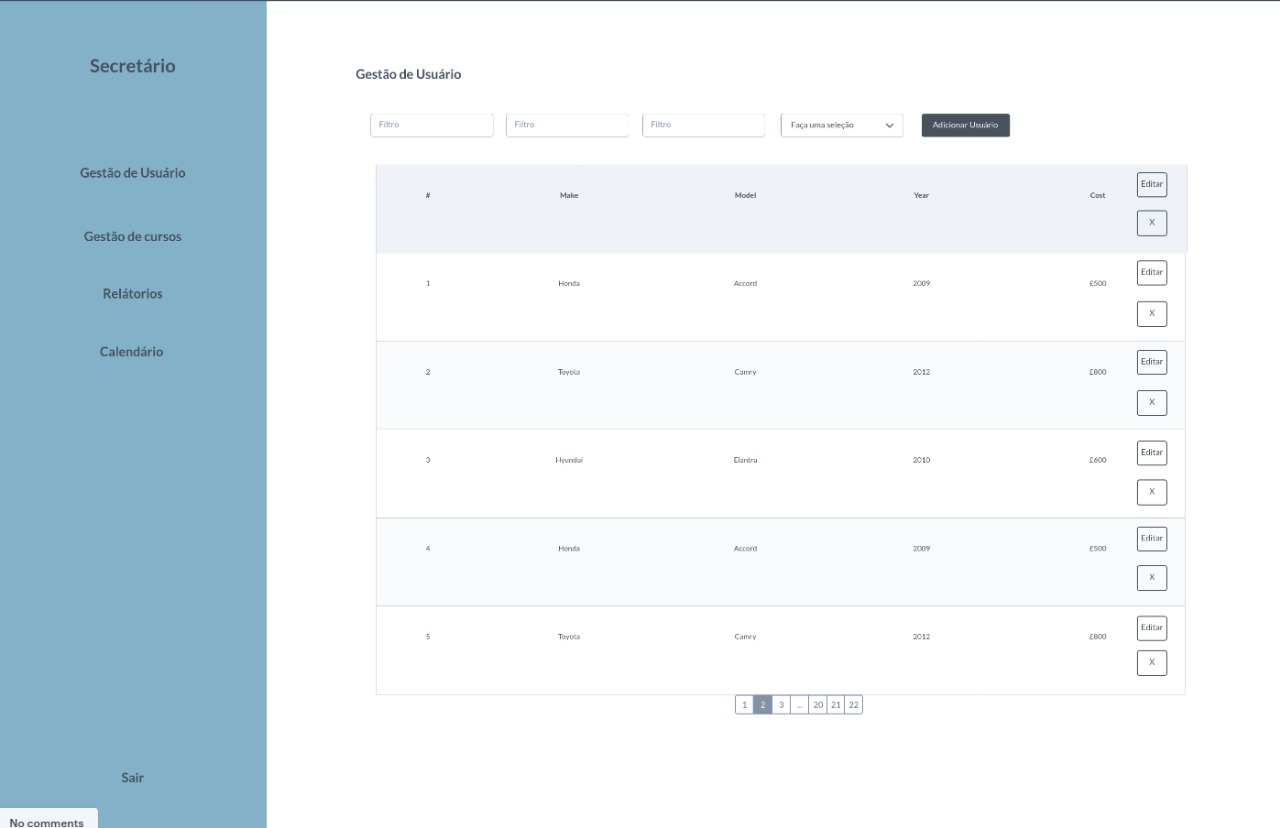 Secretário
Gestão de Usuário
Gestão de cursos
Relátorios
Calendário
Sair
No comments
Gestão de Usuário
Filtro Filtro Filtro Faça uma seleção Adicionar Usuário
# Make Model Year Cost Editar
X
1 Honda Accord 2009 £500 Editar
X
2 Toyota Camry 2012 £800 Editar
X
3 Hyundai Elantra 2010 £600 Editar
X
4 Honda Accord 2009 £500 Editar
X
5 Toyota Camry 2012 £800 Editar
X
1 2 3 ... 20 21 22